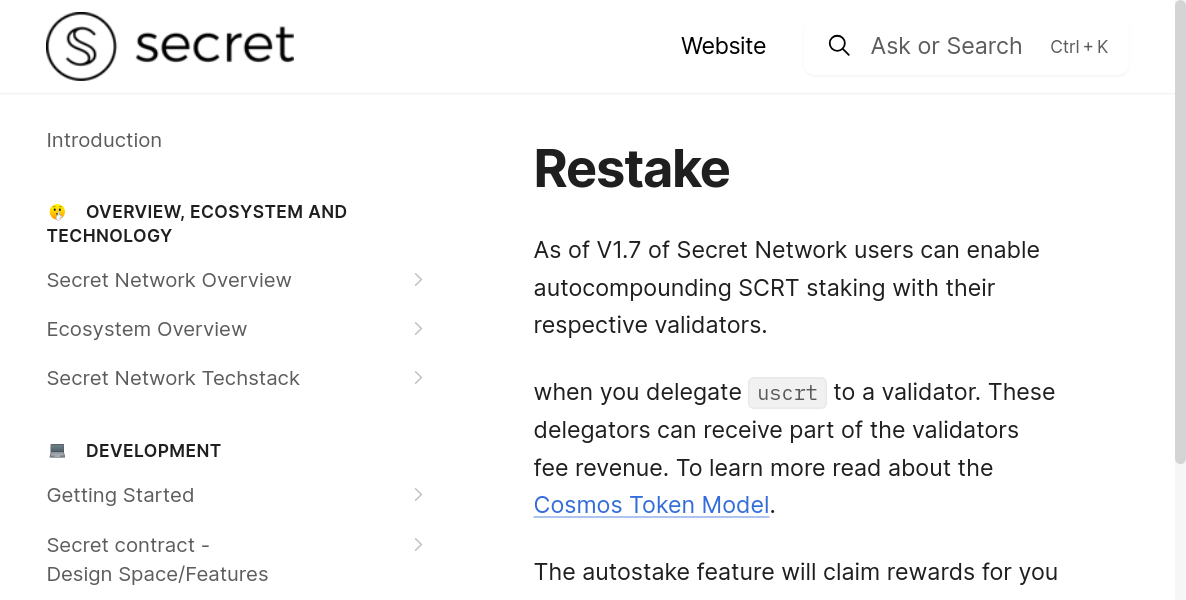 secret
Website
Ask or Search
Ctrl + K
Introduction
OVERVIEW, ECOSYSTEM AND
TECHNOLOGY
Secret Network Overview
Ecosystem Overview
Secret Network Techstack
DEVELOPMENT
Getting Started
Secret contract -
Design Space/Features
Restake
As of V1.7 of Secret Network users can enable
autocompounding SCRT staking with their
respective validators.
when you delegate uscrt to a validator. These
delegators can receive part of the validators
fee revenue. To learn more read about the
Cosmos Token Model.
The autostake feature will claim rewards for you